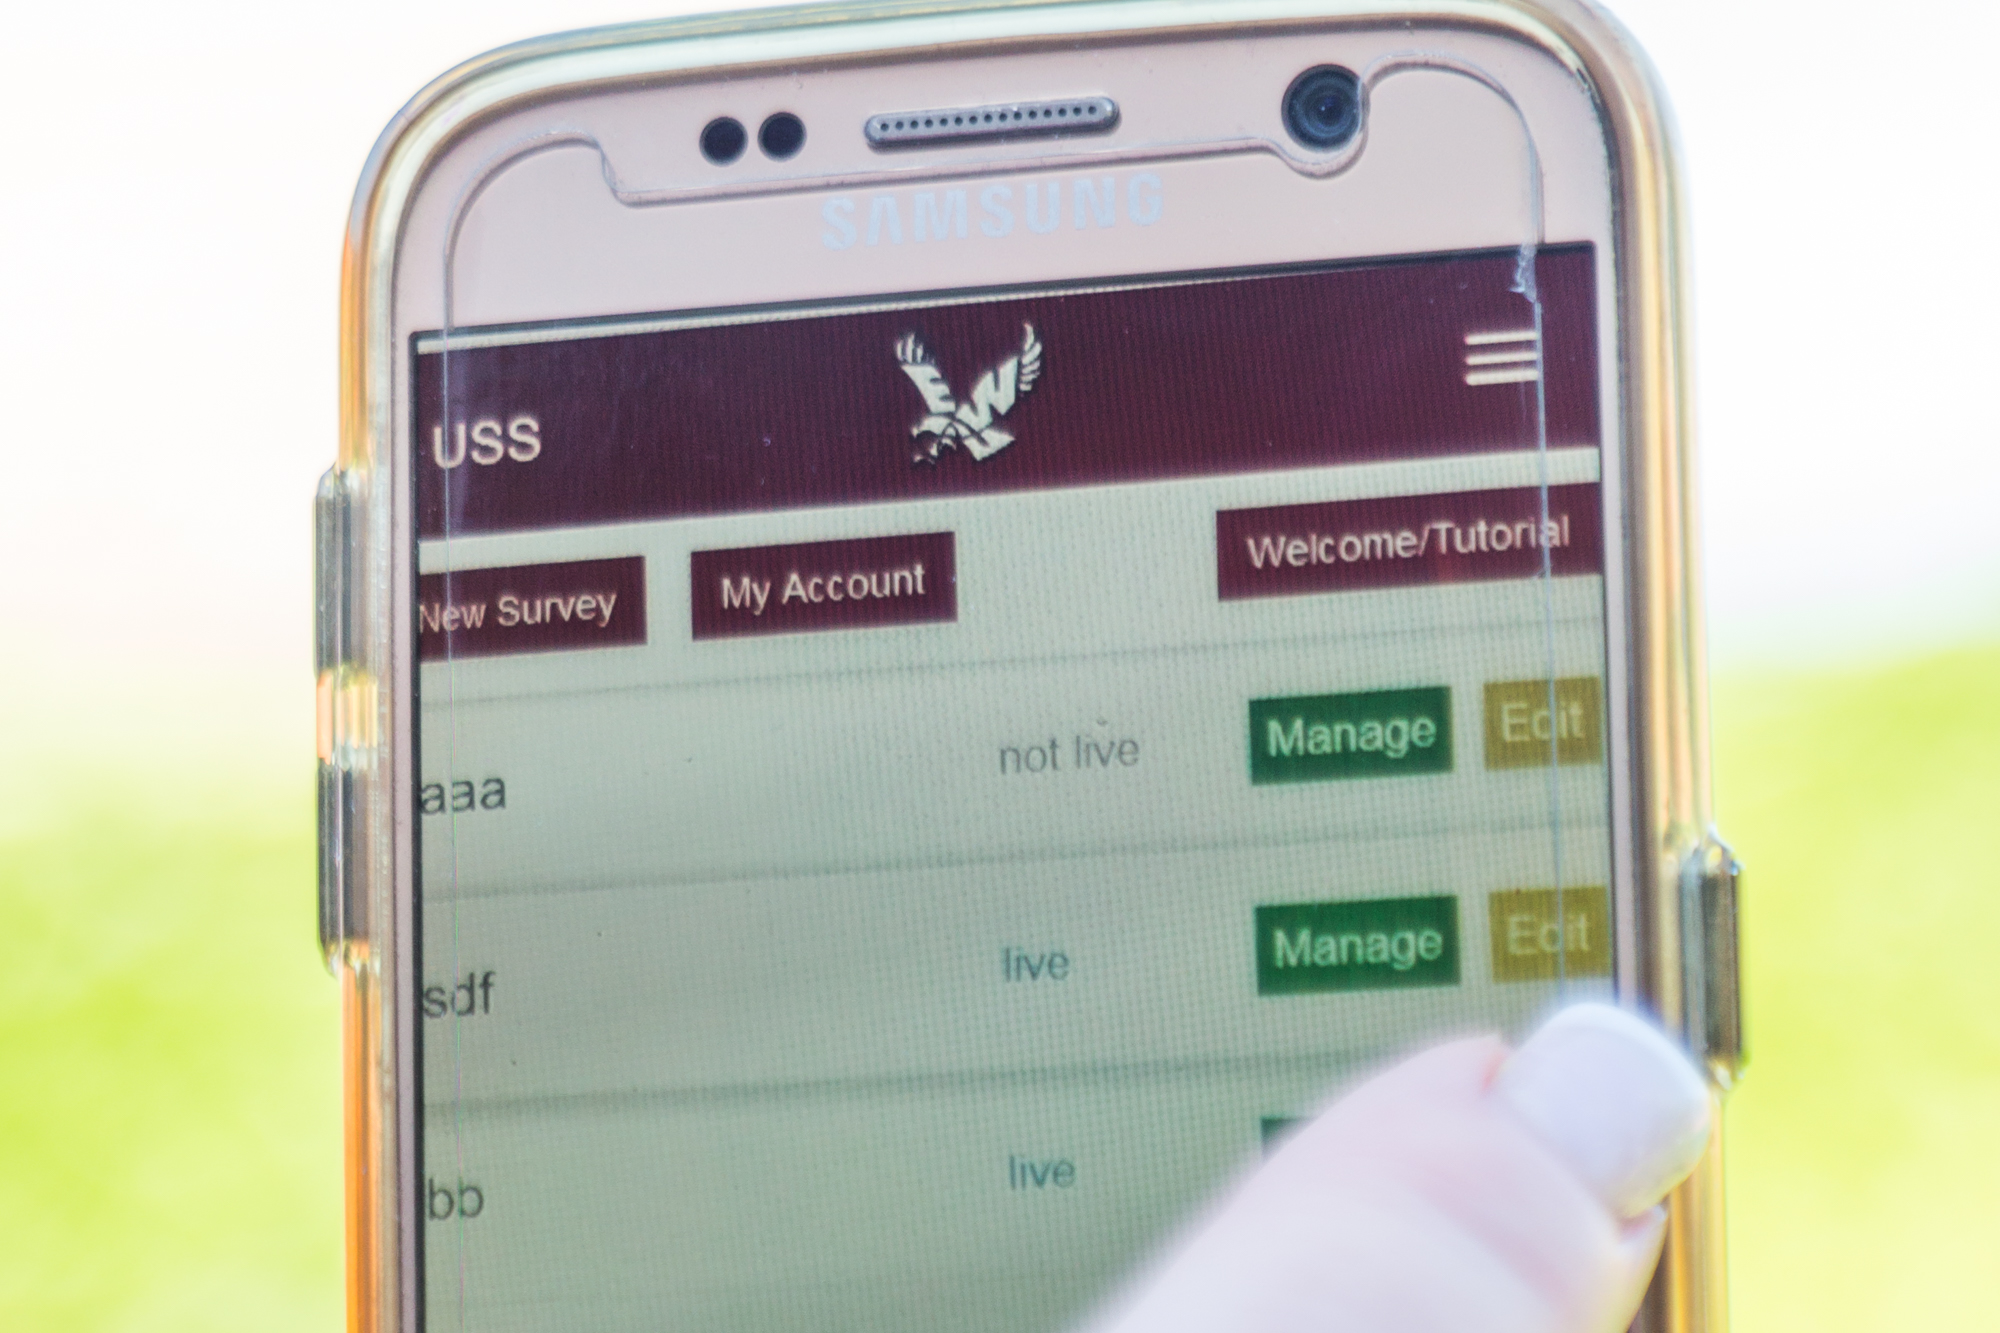 SAMSUNG
EW
USS
New Survey My Account Welcome/Tutorial
aaa not live Manage Edit
sdf live Manage Edit
bb live